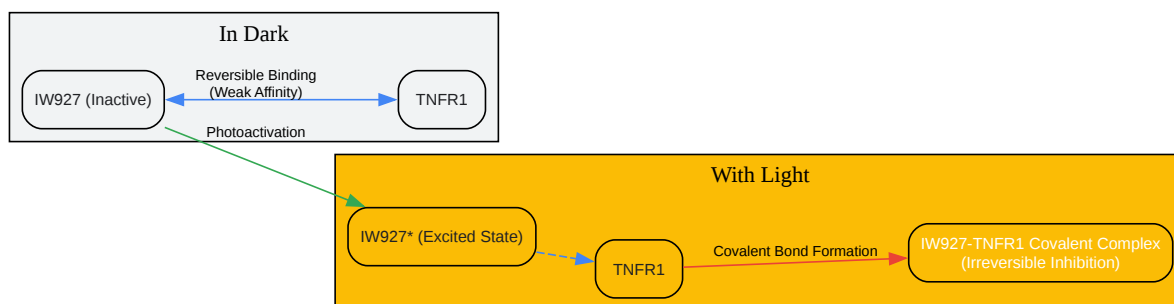 In Dark
Reversible Binding
(Weak Affinity)
IW927 (Inactive)
TNFR1
Photoactivation
With Light
IW927* (Excited State)
TNFR1
Covalent Bond Formation
IW927-TNFR1 Covalent Complex
(Irreversible Inhibition)